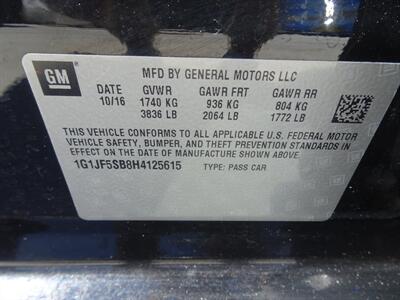 GM
MFD BY GENERAL MOTORS LLC
DATE GVWR GAWR FRT GAWR RR
10/16 1740 KG 936 KG 804 KG
3836 LB 2064 LB 1772 LB
THIS VEHICLE CONFORMS TO ALL APPLICABLE U.S. FEDERAL MOTOR
VEHICLE SAFETY, BUMPER, AND THEFT PREVENTION STANDARDS IN
EFFECT ON THE DATE OF MANUFACTURE SHOWN ABOVE.
1G1JF5SB8H4125615 TYPE: PASS CAR